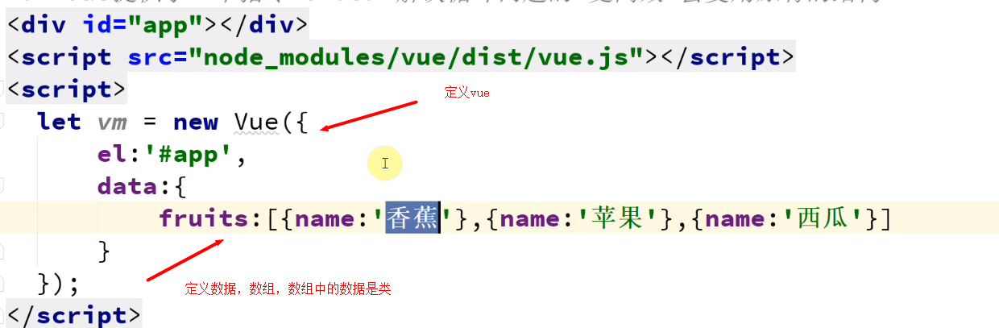 <div id="app"></div>
<script src="node_modules/vue/dist/vue.js"></script>
<script>
定义vue
let vm = new Vue({
el:'#app',
data:{
fruits:[{name:'香蕉'},{name:'苹果'},{name:'西瓜'}]
}
});
定义数据，数组，数组中的数据是类
</script>